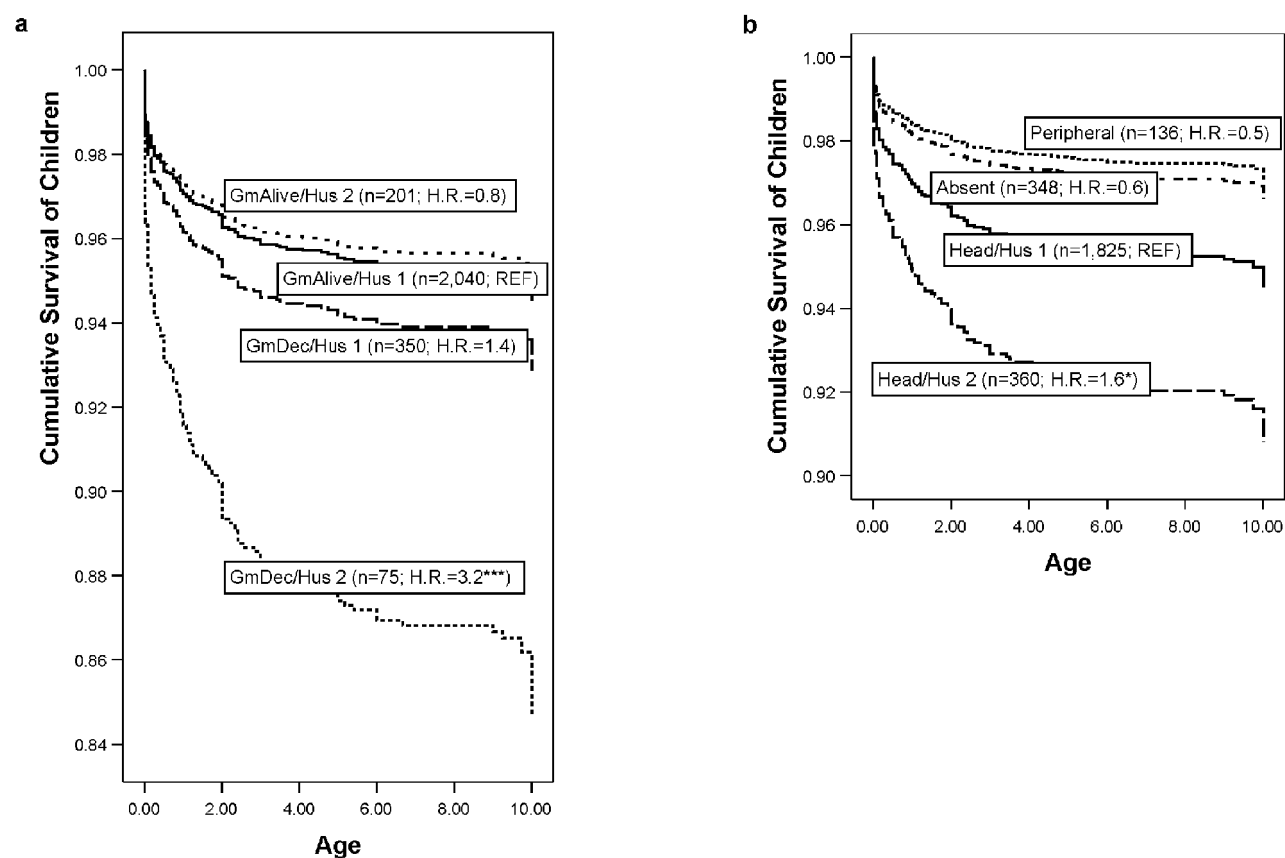 a
Cumulative Survival of Children
1.00
0.98
0.96
0.94
0.92
0.90
0.88
0.86
0.84
GmAlive/Hus 2 (n=201; H.R.=0.8)
GmAlive/Hus 1 (n=2,040; REF)
GmDec/Hus 1 (n=350; H.R.=1.4)
GmDec/Hus 2 (n=75; H.R.=3.2***)
0.00 2.00 4.00 6.00 8.00 10.00
Age
b
Cumulative Survival of Children
1.00
0.98
0.96
0.94
0.92
0.90
Peripheral (n=136; H.R.=0.5)
Absent (n=348; H.R.=0.6)
Head/Hus 1 (n=1,825; REF)
Head/Hus 2 (n=360; H.R.=1.6*)
0.00 2.00 4.00 6.00 8.00 10.00
Age